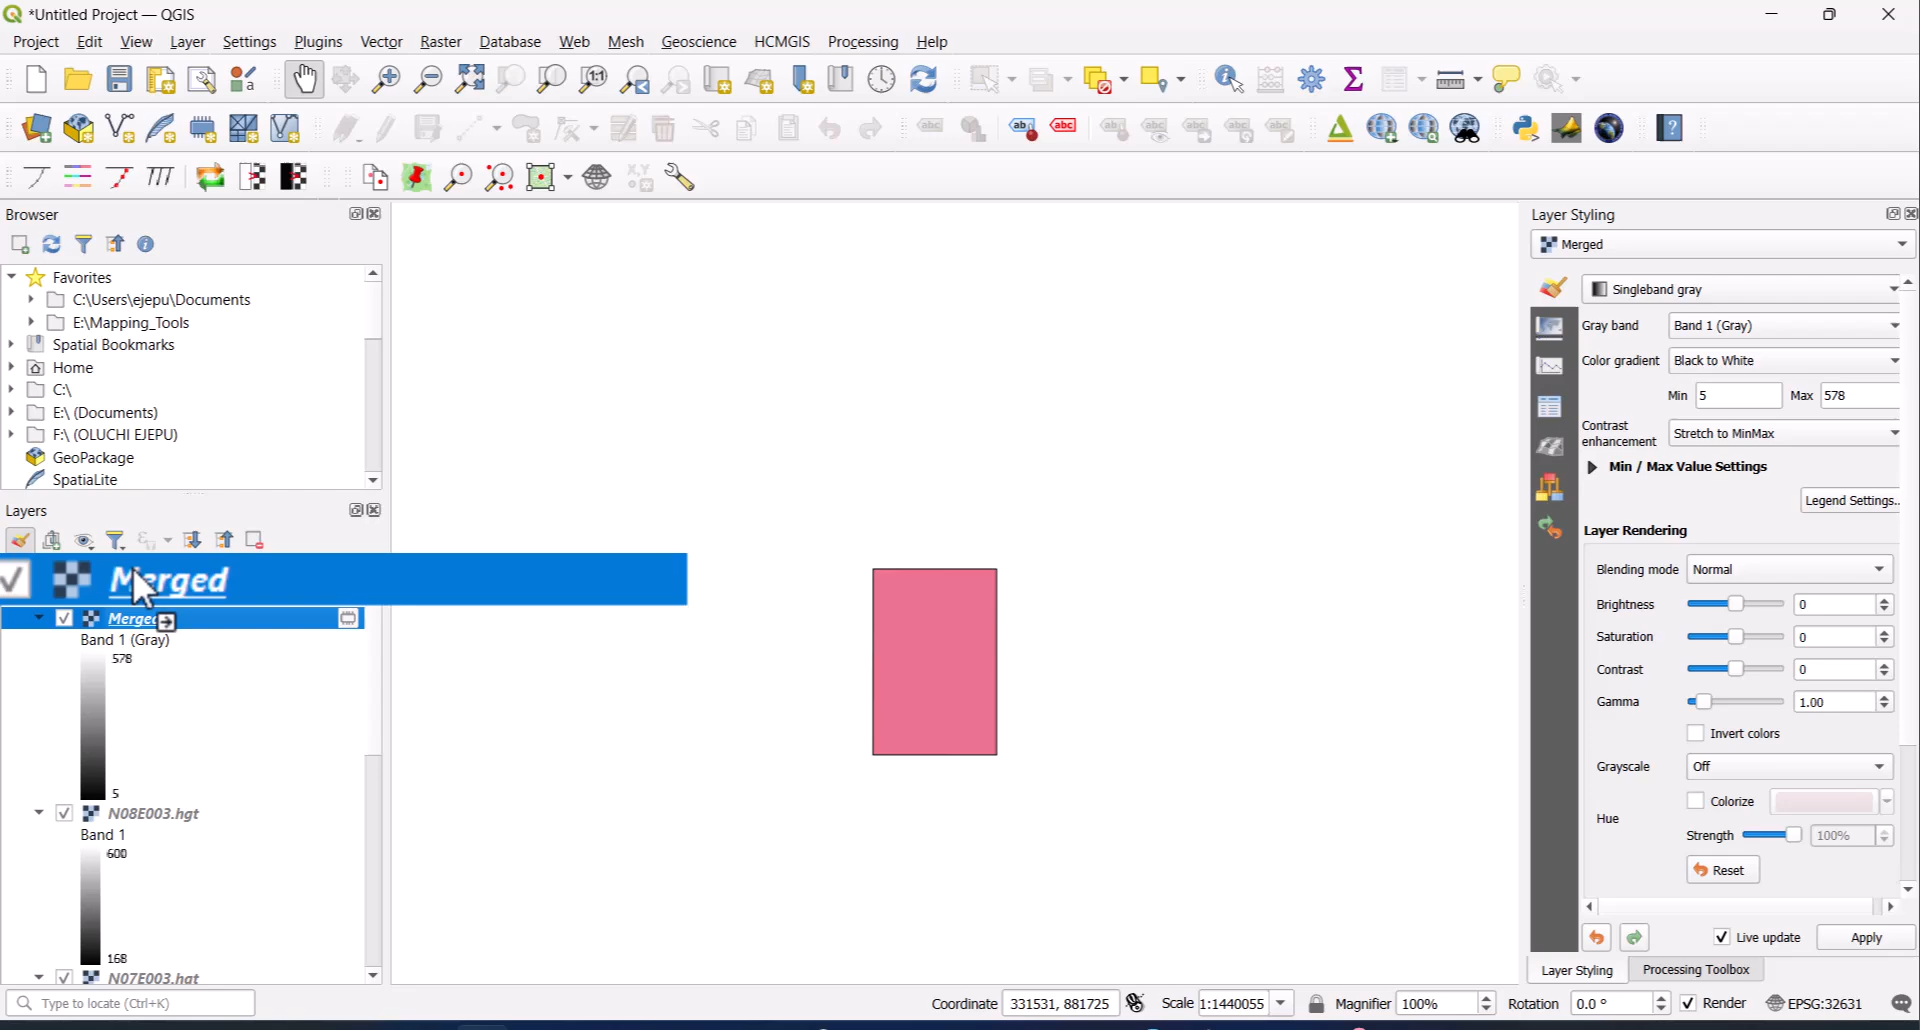 *Untitled Project — QGIS
Project Edit View Layer Settings Plugins Vector Raster Database Web Mesh Geoscience HCMGIS Processing Help
Browser
Favorites
C:\Users\ejepu\Documents
E:\Mapping_Tools
Spatial Bookmarks
Home
C:\
E:\ (Documents)
F:\ (OLUCHI EJEPU)
GeoPackage
SpatiaLite
Layers
Merged
Merged
Band 1 (Gray)
578
5
N08E003.hgt
Band 1
600
168
N07E003.hgt
Type to locate (Ctrl+K)
Layer Styling
Merged
Singleband gray
Gray band Band 1 (Gray)
Color gradient Black to White
Min 5 Max 578
Contrast enhancement Stretch to MinMax
Min / Max Value Settings
Legend Settings..
Layer Rendering
Blending mode Normal
Brightness 0
Saturation 0
Contrast 0
Gamma 1.00
Invert colors
Grayscale Off
Hue Colorize
Strength 100%
Reset
Live update Apply
Layer Styling Processing Toolbox
Coordinate 331531, 881725 Scale 1:1440055 Magnifier 100% Rotation 0.0 ° Render EPSG:32631